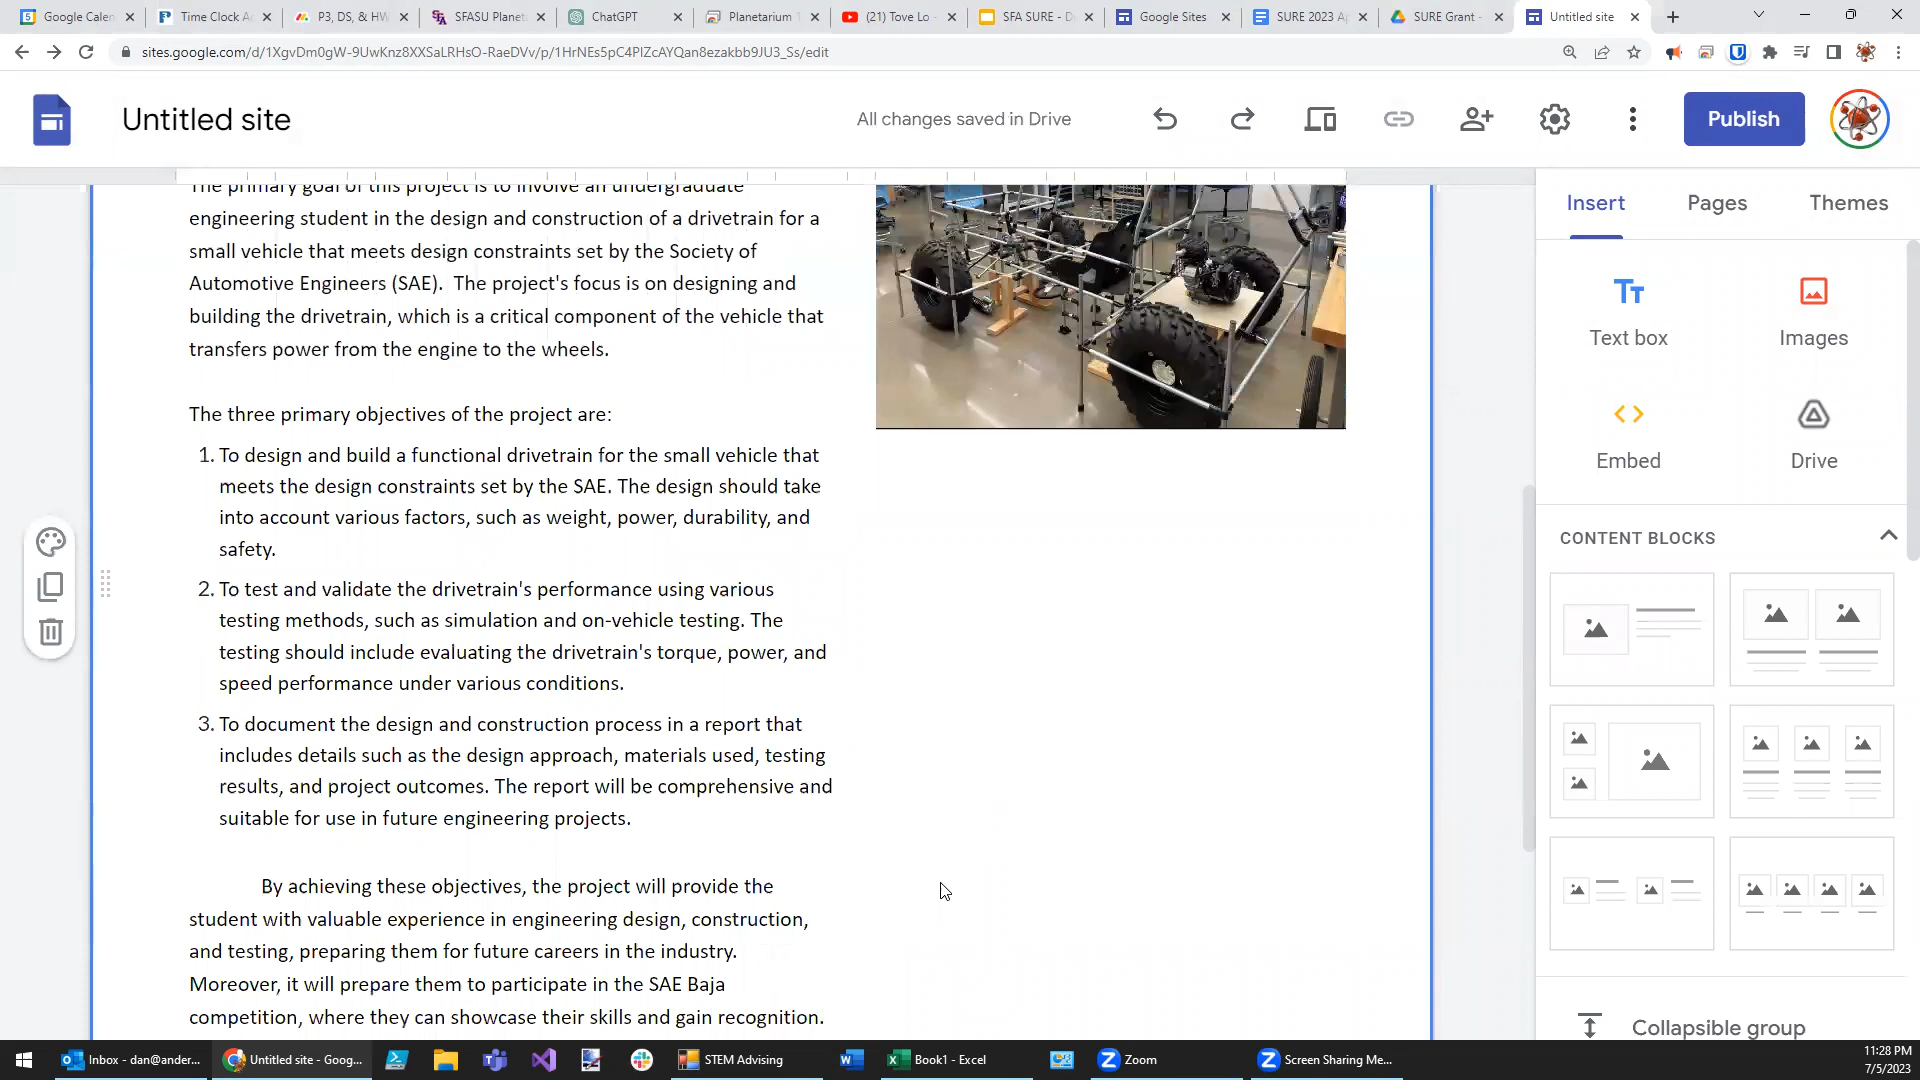 Google Calen
Time Clock A
P3, DS, & HW
SFASU Planet
ChatGPT
Planetarium T
(21) Tove Lo -
SFA SURE - D
Google Sites
SURE 2023 Ap
SURE Grant -
Untitled site
sites.google.com/d/1XgvDm0gW-9UwKnz8XXSaLRHsO-RaeDVv/p/1HrNEs5pC4PIZcAYQan8ezakbb9JU3_Ss/edit
Untitled site
All changes saved in Drive
Publish
The primary goal of this project is to involve an undergraduate
engineering student in the design and construction of a drivetrain for a
small vehicle that meets design constraints set by the Society of
Automotive Engineers (SAE).  The project's focus is on designing and
building the drivetrain, which is a critical component of the vehicle that
transfers power from the engine to the wheels.
The three primary objectives of the project are:
1. To design and build a functional drivetrain for the small vehicle that
meets the design constraints set by the SAE. The design should take
into account various factors, such as weight, power, durability, and
safety.
2. To test and validate the drivetrain's performance using various
testing methods, such as simulation and on-vehicle testing. The
testing should include evaluating the drivetrain's torque, power, and
speed performance under various conditions.
3. To document the design and construction process in a report that
includes details such as the design approach, materials used, testing
results, and project outcomes. The report will be comprehensive and
suitable for use in future engineering projects.
By achieving these objectives, the project will provide the
student with valuable experience in engineering design, construction,
and testing, preparing them for future careers in the industry.
Moreover, it will prepare them to participate in the SAE Baja
competition, where they can showcase their skills and gain recognition.
Insert
Pages
Themes
Text box
Images
Embed
Drive
CONTENT BLOCKS
Collapsible group
Inbox - dan@ander...
Untitled site - Goog...
STEM Advising
Book1 - Excel
Zoom
Screen Sharing Me...
11:28 PM
7/5/2023